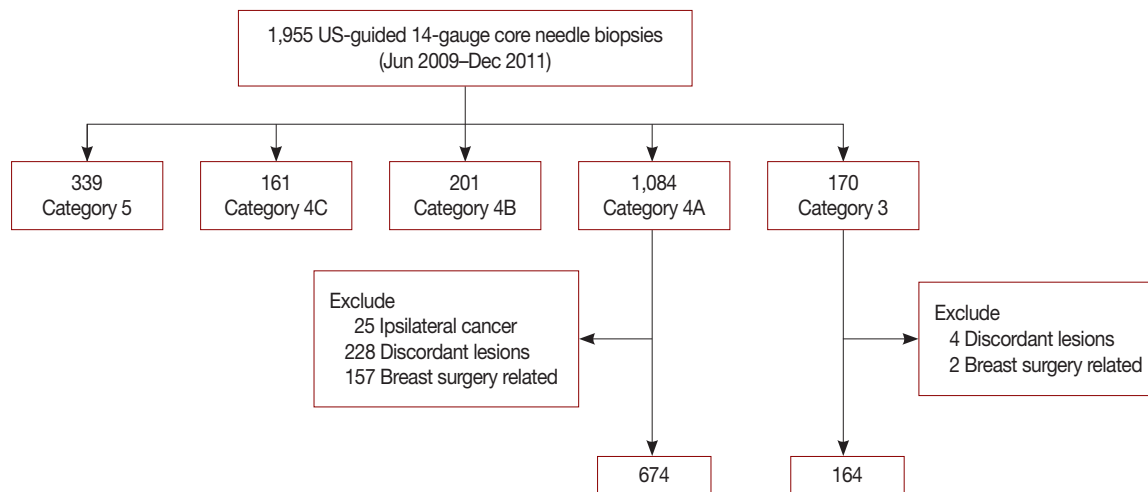 1,955 US-guided 14-gauge core needle biopsies
(Jun 2009–Dec 2011)
339
Category 5
161
Category 4C
201
Category 4B
1,084
Category 4A
170
Category 3
Exclude
25 Ipsilateral cancer
228 Discordant lesions
157 Breast surgery related
Exclude
4 Discordant lesions
2 Breast surgery related
674
164